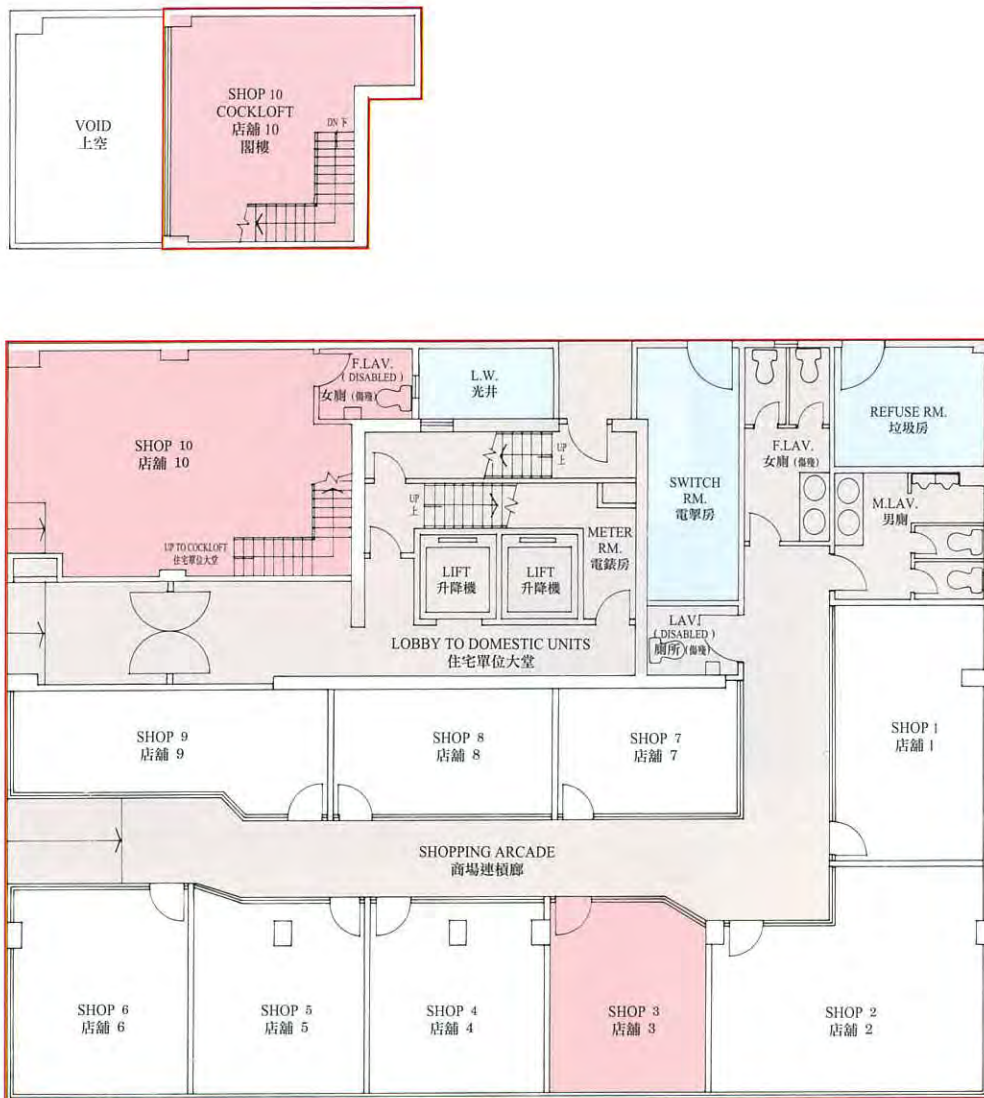 VOID
上空
SHOP 10
COCKLOFT
店舖 10
閣樓
DN 下
SHOP 10
店舖 10
UP TO COCKLOFT
住宅單位大堂
F.LAV.
( DISABLED )
女廁 (傷殘)
L.W.
光井
UP
上
UP
上
LIFT
升降機
LIFT
升降機
METER
RM.
電錶房
SWITCH
RM.
電掣房
F.LAV.
女廁 (傷殘)
REFUSE RM.
垃圾房
M.LAV.
男廁
LAV.
( DISABLED )
廁所 (傷殘)
LOBBY TO DOMESTIC UNITS
住宅單位大堂
SHOP 9
店舖 9
SHOP 8
店舖 8
SHOP 7
店舖 7
SHOP 1
店舖 1
SHOPPING ARCADE
商場連槓廊
SHOP 6
店舖 6
SHOP 5
店舖 5
SHOP 4
店舖 4
SHOP 3
店舖 3
SHOP 2
店舖 2